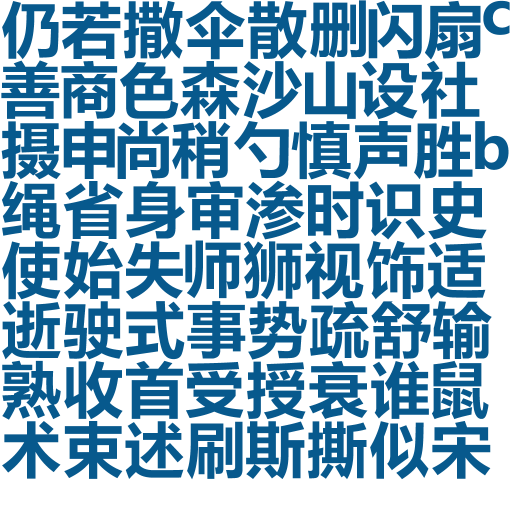 仍若撒伞散删闪扇c
善商色森沙山设社
摄申尚稍勺慎声胜b
绳省身审渗时识史
使始失师狮视饰适
逝驶式事势疏舒输
熟收首受授衰谁鼠
术束述刷斯撕似宋